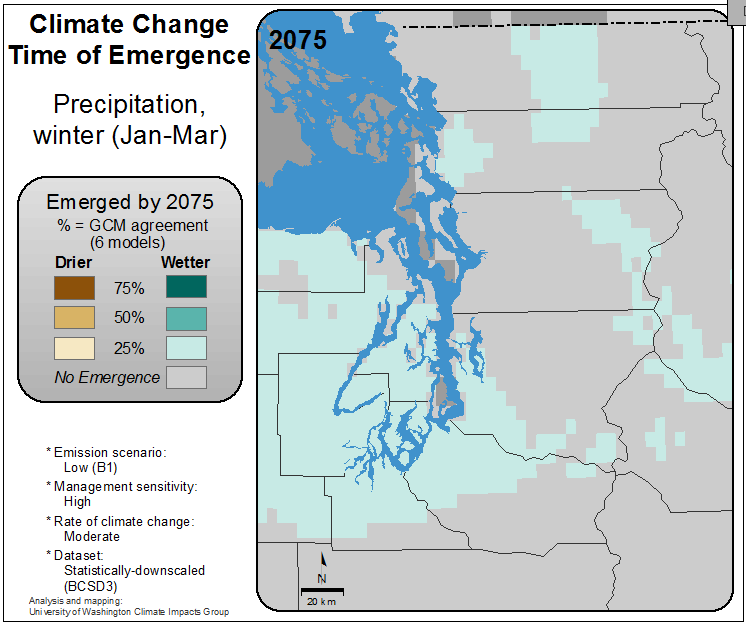 Climate Change
Time of Emergence
Precipitation,
winter (Jan-Mar)
Emerged by 2075
% = GCM agreement
(6 models)
Drier Wetter
75%
50%
25%
No Emergence
* Emission scenario:
Low (B1)
* Management sensitivity:
High
* Rate of climate change:
Moderate
* Dataset:
Statistically-downscaled
(BCSD3)
Analysis and mapping:
University of Washington Climate Impacts Group
2075
N
20 km